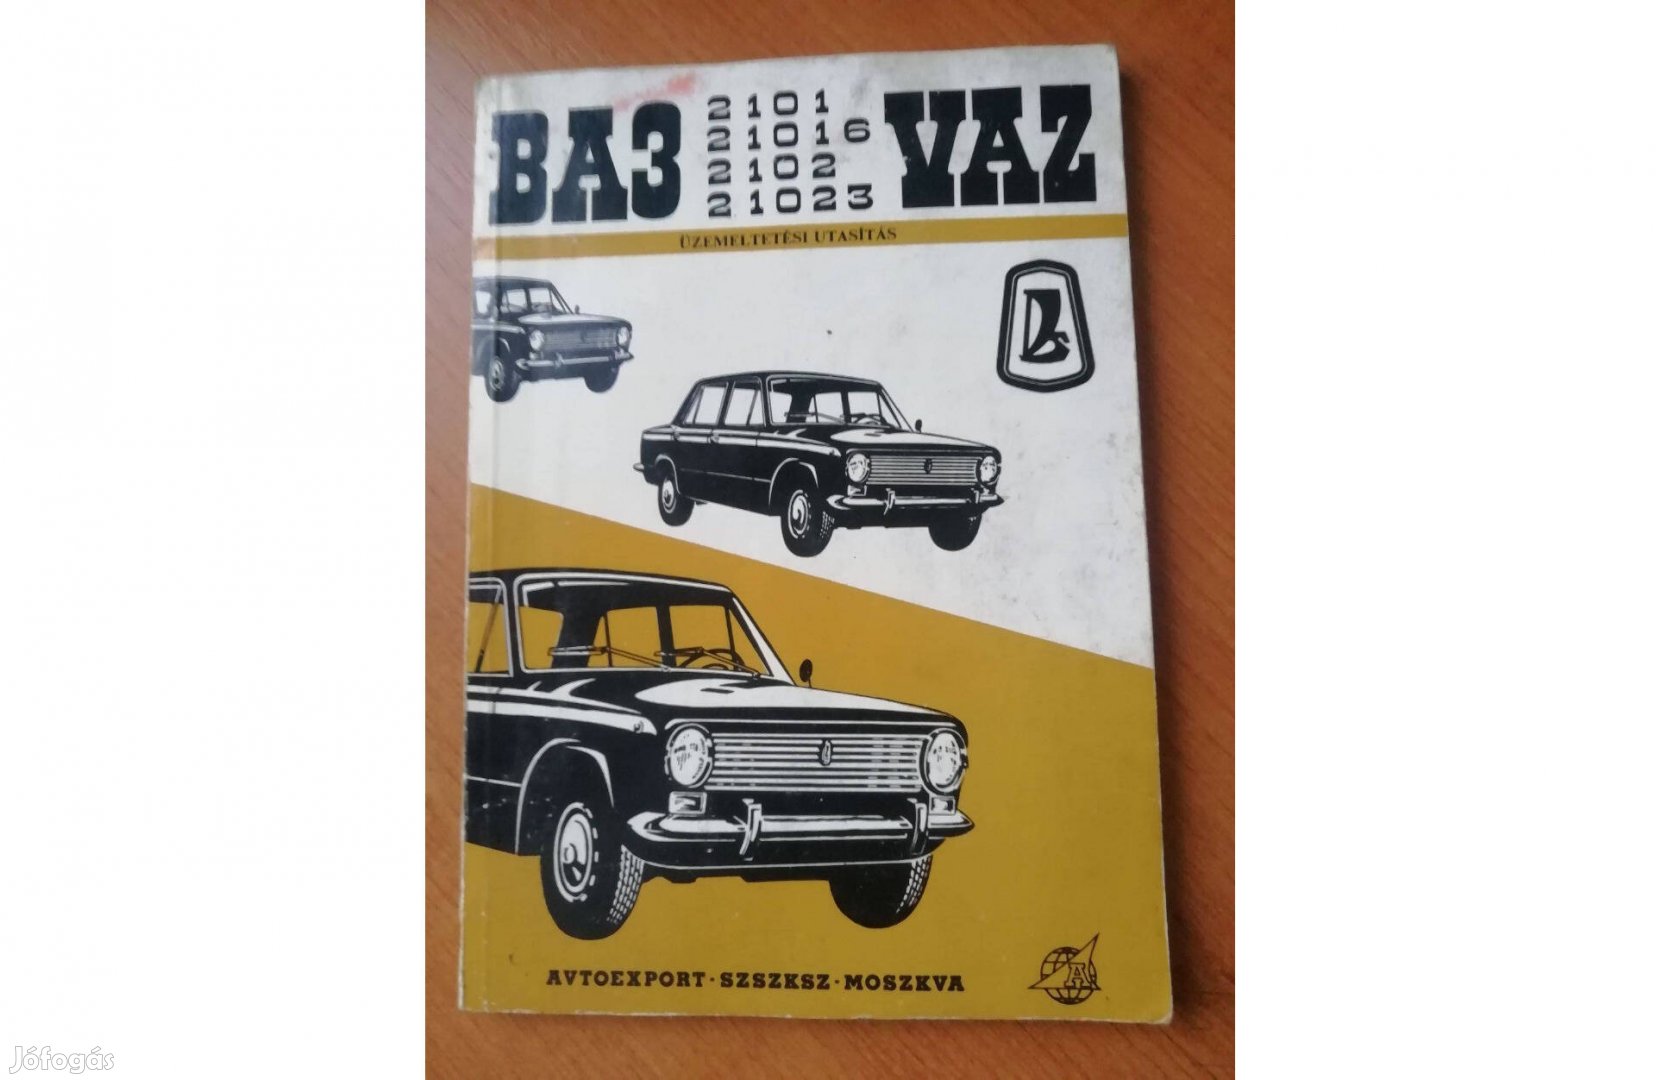 ВАЗ 2101 VAZ
21016
2102
21023
ÜZEMELTETÉSI UTASÍTÁS
AVTOEXPORT · SZSZKSZ · MOSZKVA
A
Jófogás